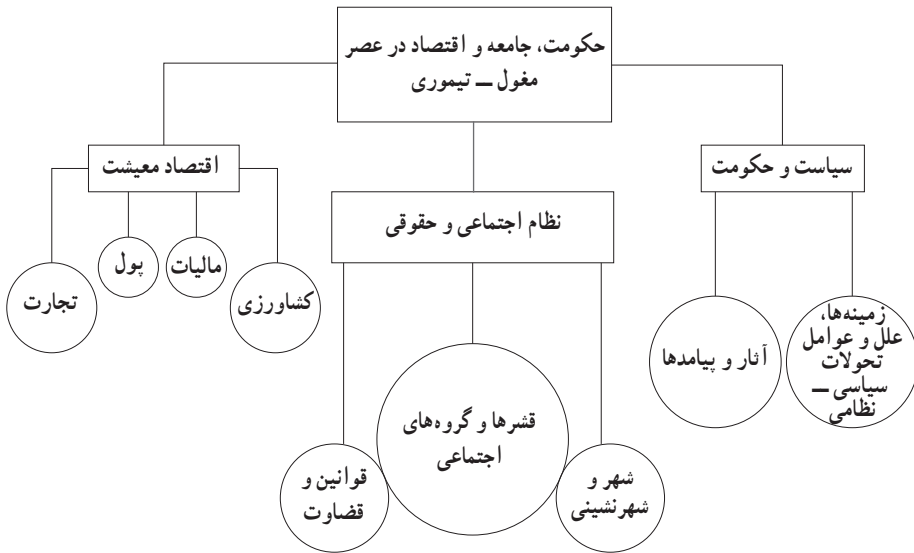 حکومت، جامعه و اقتصاد در عصر
مغول ــ تیموری
سیاست و حکومت
زمینه‌ها،
علل و عوامل
تحولات
سیاسی ــ
نظامی
آثار و پیامدها
نظام اجتماعی و حقوقی
شهر و
شهرنشینی
قشرها و گروه‌های
اجتماعی
قوانین و
قضاوت
اقتصاد معیشت
کشاورزی
مالیات
پول
تجارت